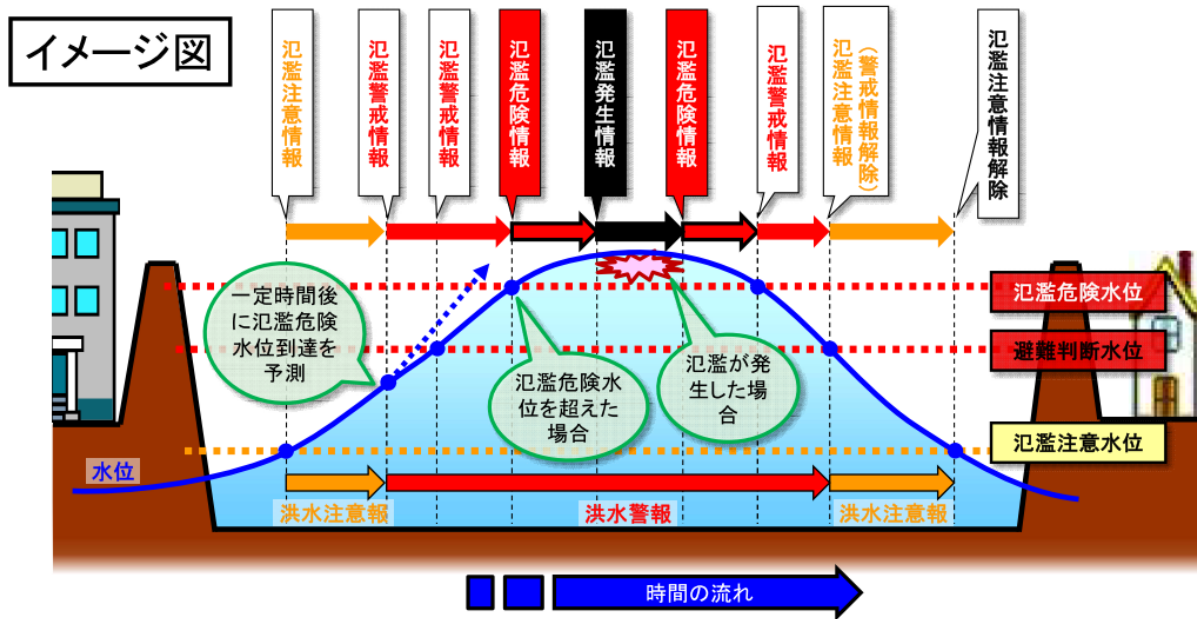 イメージ図
氾濫注意情報
氾濫警戒情報
氾濫警戒情報
氾濫危険情報
氾濫発生情報
氾濫危険情報
氾濫警戒情報
(警戒情報解除)
氾濫注意情報
氾濫注意情報解除
一定時間後
に氾濫危険
水位到達を
予測
氾濫危険水
位を超えた
場合
氾濫が発
生した場
合
氾濫危険水位
避難判断水位
氾濫注意水位
水位
洪水注意報
洪水警報
洪水注意報
時間の流れ